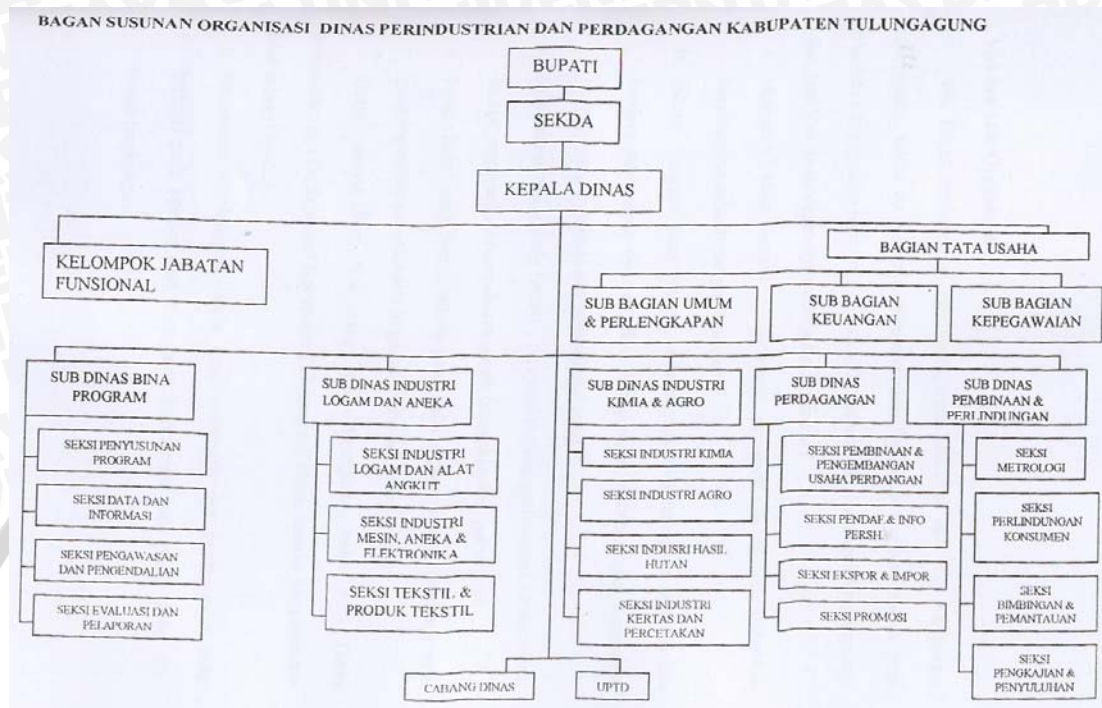 BAGAN SUSUNAN ORGANISASI DINAS PERINDUSTRIAN DAN PERDAGANGAN KABUPATEN TULUNGAGUNG
BUPATI
SEKDA
KEPALA DINAS
KELOMPOK JABATAN
FUNSIONAL
BAGIAN TATA USAHA
SUB BAGIAN UMUM
& PERLENGKAPAN
SUB BAGIAN
KEUANGAN
SUB BAGIAN
KEPEGAWAIAN
SUB DINAS BINA
PROGRAM
SEKSI PENYUSUNAN
PROGRAM
SEKSI DATA DAN
INFORMASI
SEKSI PENGAWASAN
DAN PENGENDALIAN
SEKSI EVALUASI DAN
PELAPORAN
SUB DINAS INDUSTRI
LOGAM DAN ANEKA
SEKSI INDUSTRI
LOGAM DAN ALAT
ANGKUT
SEKSI INDUSTRI
MESIN, ANEKA &
ELEKTRONIKA
SEKSI TEKSTIL &
PRODUK TEKSTIL
SUB DINAS INDUSTRI
KIMIA & AGRO
SEKSI INDUSTRI KIMIA
SEKSI INDUSTRI AGRO
SEKSI INDUSRI HASIL
HUTAN
SEKSI INDUSTRI
KERTAS DAN
PERCETAKAN
SUB DINAS
PERDAGANGAN
SEKSI PEMBINAAN &
PENGEMBANGAN
USAHA PERDANGAN
SEKSI PENDAF.& INFO
PERSH.
SEKSI EKSPOR & IMPOR
SEKSI PROMOSI
SUB DINAS
PEMBINAAN &
PERLINDUNGAN
SEKSI
METROLOGI
SEKSI
PERLINDUNGAN
KONSUMEN
SEKSI
BIMBINGAN &
PEMANTAUAN
SEKSI
PENGKAJIAN &
PENYULUHAN
CABANG DINAS
UPTD